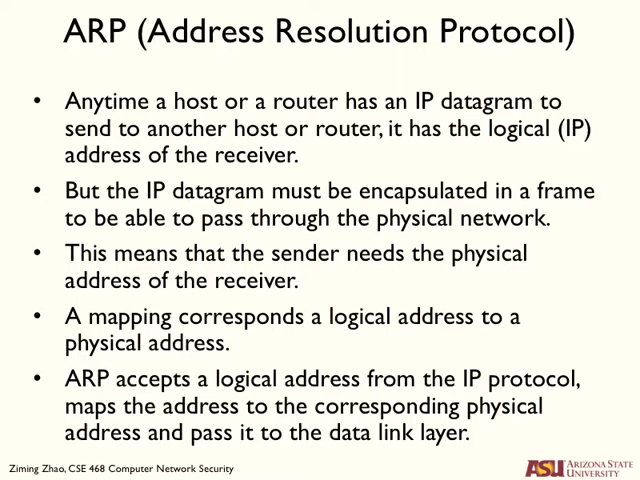 ARP (Address Resolution Protocol)
• Anytime a host or a router has an IP datagram to
send to another host or router, it has the logical (IP)
address of the receiver.
• But the IP datagram must be encapsulated in a frame
to be able to pass through the physical network.
• This means that the sender needs the physical
address of the receiver.
• A mapping corresponds a logical address to a
physical address.
• ARP accepts a logical address from the IP protocol,
maps the address to the corresponding physical
address and pass it to the data link layer.
Ziming Zhao, CSE 468 Computer Network Security
ASU ARIZONA STATE
UNIVERSITY